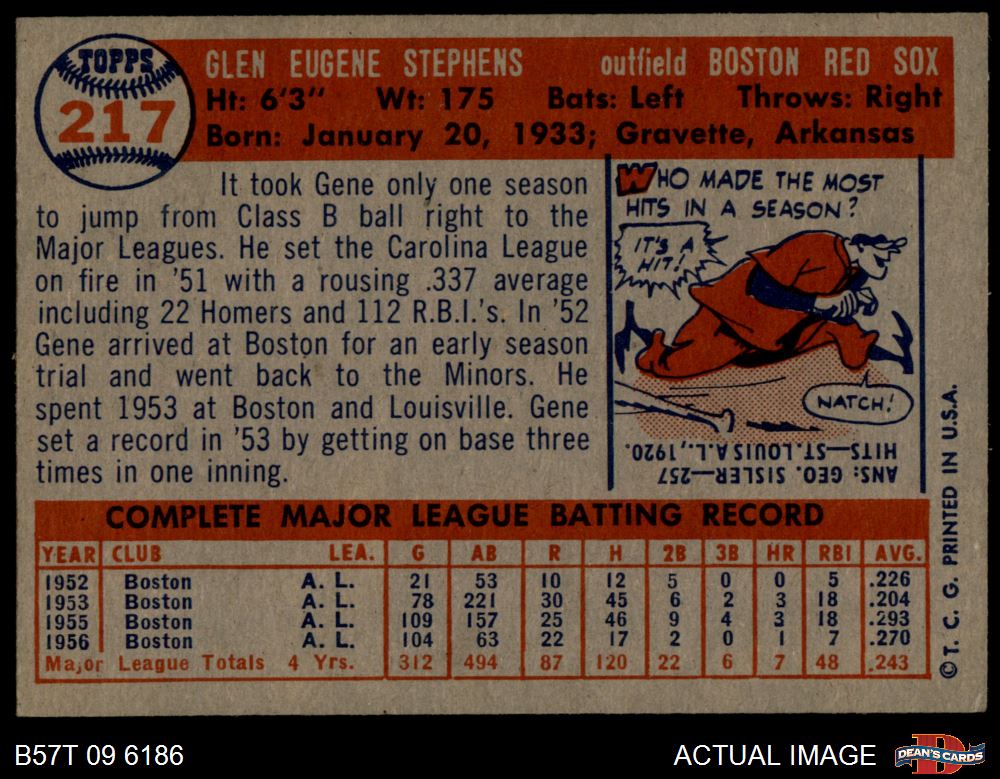 TOPPS
217
GLEN EUGENE STEPHENS outfield BOSTON RED SOX
Ht: 6'3" Wt: 175 Bats: Left Throws: Right
Born: January 20, 1933; Gravette, Arkansas
It took Gene only one season
to jump from Class B ball right to the
Major Leagues. He set the Carolina League
on fire in '51 with a rousing .337 average
including 22 Homers and 112 R.B.I.'s. In '52
Gene arrived at Boston for an early season
trial and went back to the Minors. He
spent 1953 at Boston and Louisville. Gene
set a record in '53 by getting on base three
times in one inning.
WHO MADE THE MOST
HITS IN A SEASON?
IT'S A
HIT!
NATCH!
ANS: GEO. SISLER—257
HITS—ST. LOUIS A.L., 1920.
COMPLETE MAJOR LEAGUE BATTING RECORD
YEAR CLUB LEA. G AB R H 2B 3B HR RBI AVG.
1952 Boston A. L. 21 53 10 12 5 0 0 5 .226
1953 Boston A. L. 78 221 30 45 6 2 3 18 .204
1955 Boston A. L. 109 157 25 46 9 4 3 18 .293
1956 Boston A. L. 104 63 22 17 2 0 1 7 .270
Major League Totals 4 Yrs. 312 494 87 120 22 6 7 48 .243
© T. C. G. PRINTED IN U.S.A.
B57T 09 6186
ACTUAL IMAGE
D
DEAN'S CARDS